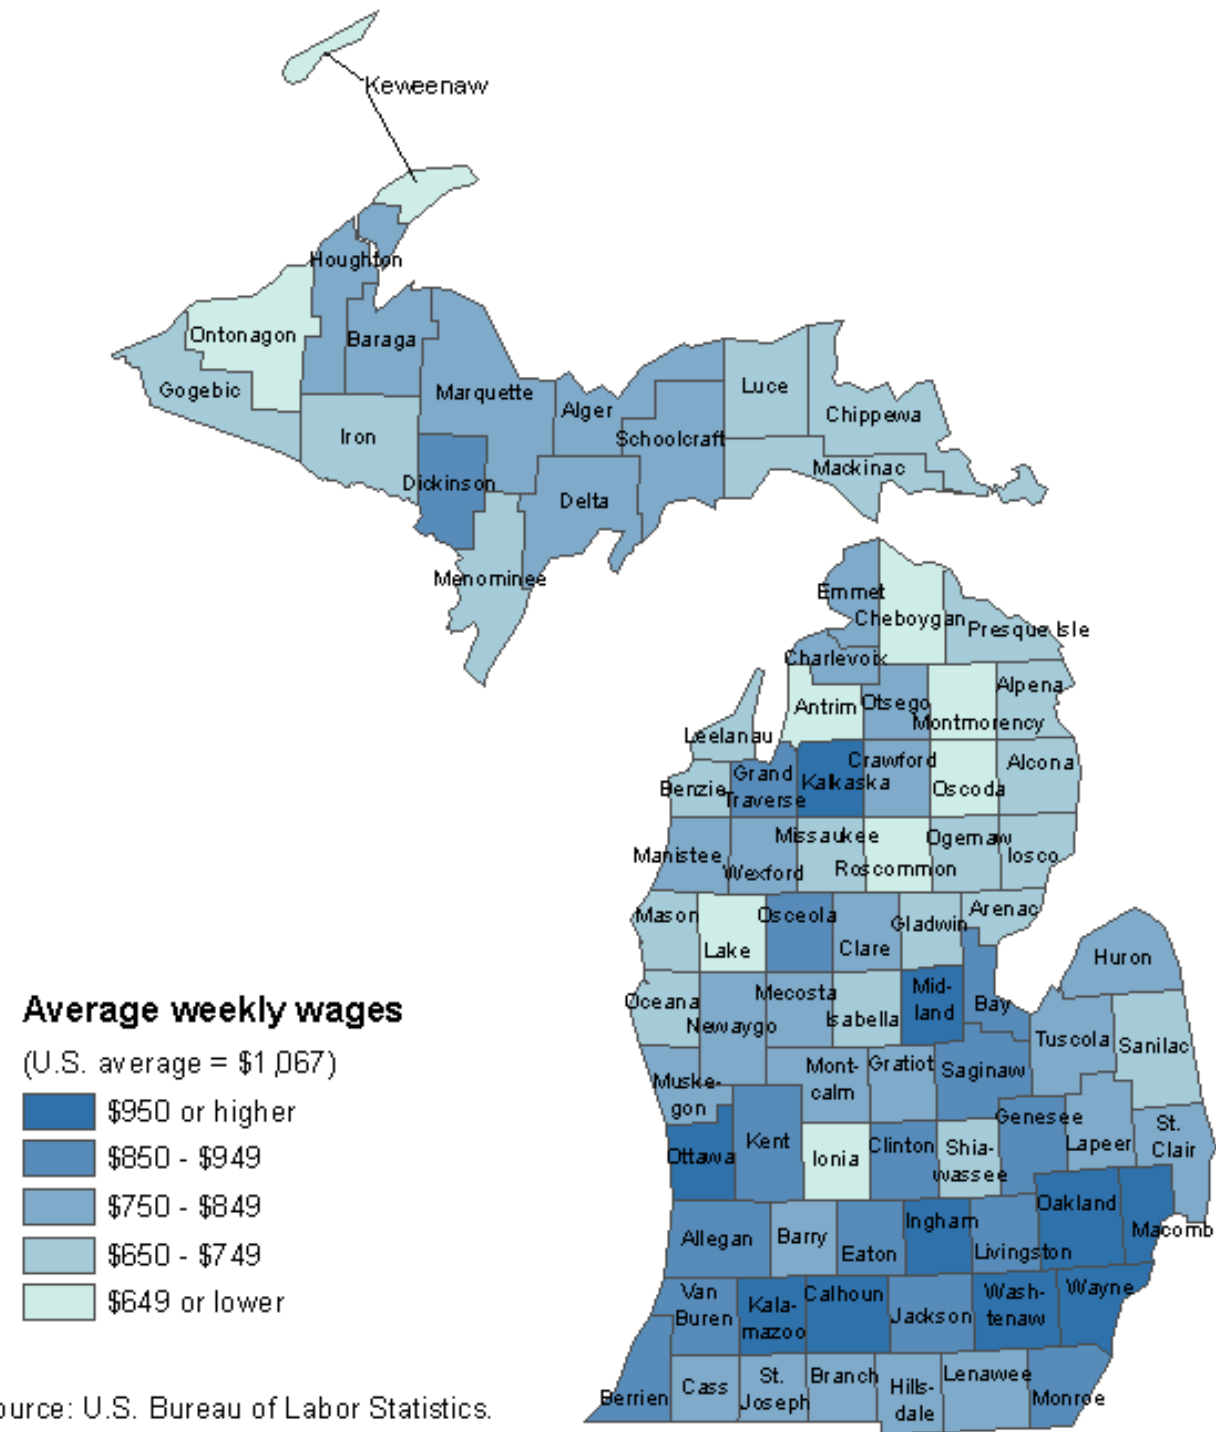 Keweenaw
Houghton
Ontonagon
Baraga
Gogebic
Marquette
Luce
Alger
Chippewa
Iron
Schoolcraft
Mackinac
Dickinson
Delta
Menominee
Emmet
Cheboygan
Presque Isle
Charlevoix
Alpena
Antrim
Otsego
Montmorency
Leelanau
Crawford
Alcona
Grand
Traverse
Kalkaska
Benzie
Oscoda
Missaukee
Ogemaw
Manistee
Iosco
Wexford
Roscommon
Mason
Osceola
Arenac
Gladwin
Lake
Clare
Huron
Oceana
Mecosta
Mid-
land
Bay
Newaygo
Isabella
Tuscola
Sanilac
Muske-
gon
Mont-
calm
Gratiot
Saginaw
Genesee
Lapeer
St.
Clair
Ottawa
Kent
Ionia
Clinton
Shia-
wassee
Oakland
Macomb
Allegan
Barry
Eaton
Ingham
Livingston
Van
Buren
Kala-
mazoo
Calhoun
Jackson
Wash-
tenaw
Wayne
Berrien
Cass
St.
Joseph
Branch
Hills-
dale
Lenawee
Monroe
Average weekly wages
(U.S. average = $1,067)
$950 or higher
$850 - $949
$750 - $849
$650 - $749
$649 or lower
ource: U.S. Bureau of Labor Statistics.